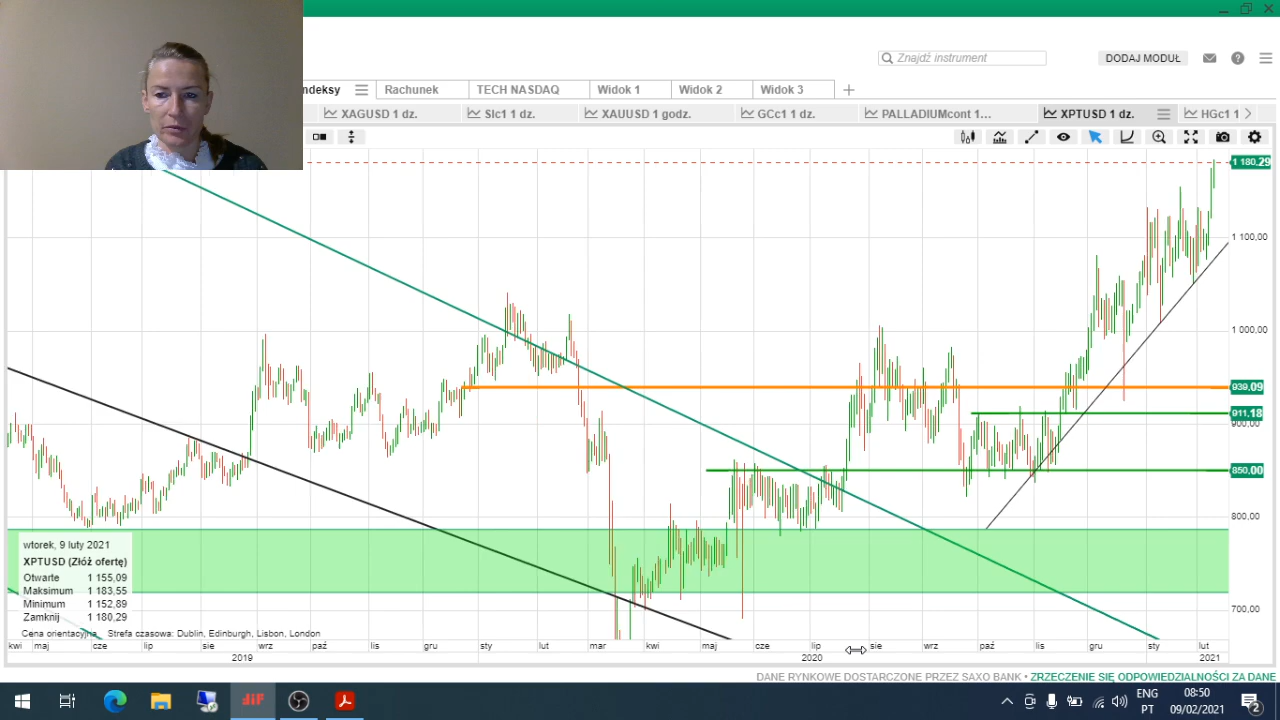 Znajdź instrument
DODAJ MODUŁ
ndeksy
Rachunek
TECH NASDAQ
Widok 1
Widok 2
Widok 3
XAGUSD 1 dz.
SIc1 1 dz.
XAUUSD 1 godz.
GCc1 1 dz.
PALLADIUMcont 1...
XPTUSD 1 dz.
HGc1 1
1 180,29
1 100,00
1 000,00
939,09
911,18
900,00
850,00
800,00
700,00
wtorek, 9 luty 2021
XPTUSD (Złóż ofertę)
Otwarte 1 155,09
Maksimum 1 183,55
Minimum 1 152,89
Zamknij 1 180,29
Cena orientacyjna Strefa czasowa: Dublin, Edinburgh, Lisbon, London
kwi maj cze lip sie wrz paź lis gru sty lut mar kwi maj cze lip sie wrz paź lis gru sty lut
2019 2020 2021
DANE RYNKOWE DOSTARCZONE PRZEZ SAXO BANK • ZRZECZENIE SIĘ ODPOWIEDZIALNOŚCI ZA DANE
DIF
ENG
PT
08:50
09/02/2021
2